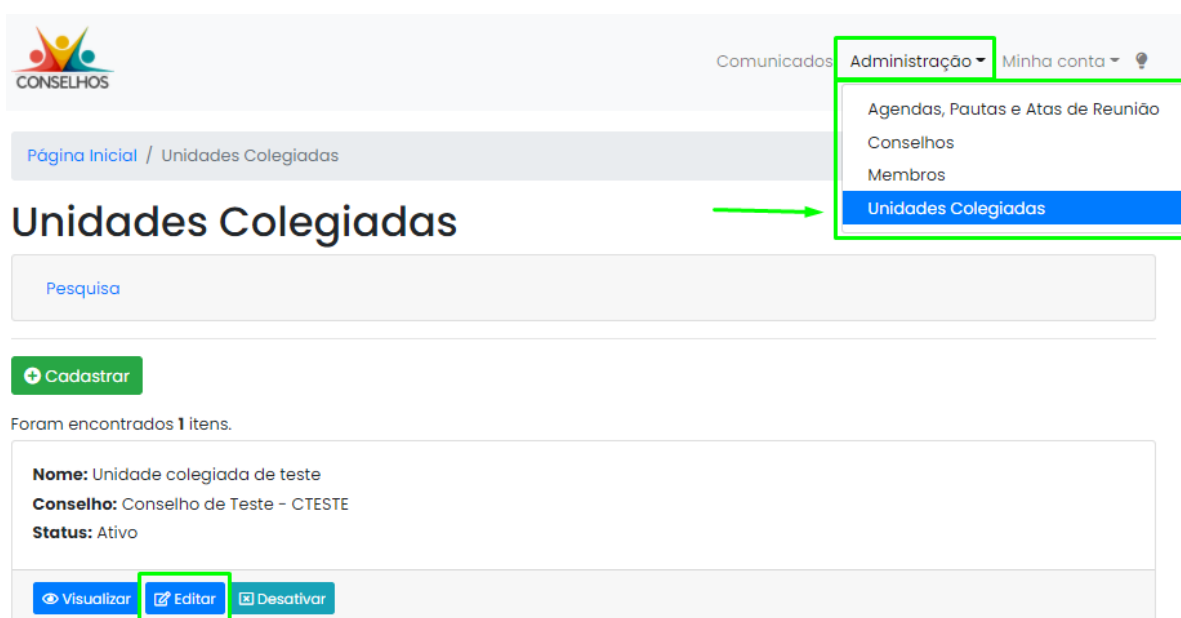 CONSELHOS
Comunicados Administração Minha conta
Agendas, Pautas e Atas de Reunião
Conselhos
Membros
Unidades Colegiadas
Página Inicial / Unidades Colegiadas
Unidades Colegiadas
Pesquisa
Cadastrar
Foram encontrados 1 itens.
Nome: Unidade colegiada de teste
Conselho: Conselho de Teste - CTESTE
Status: Ativo
Visualizar Editar Desativar